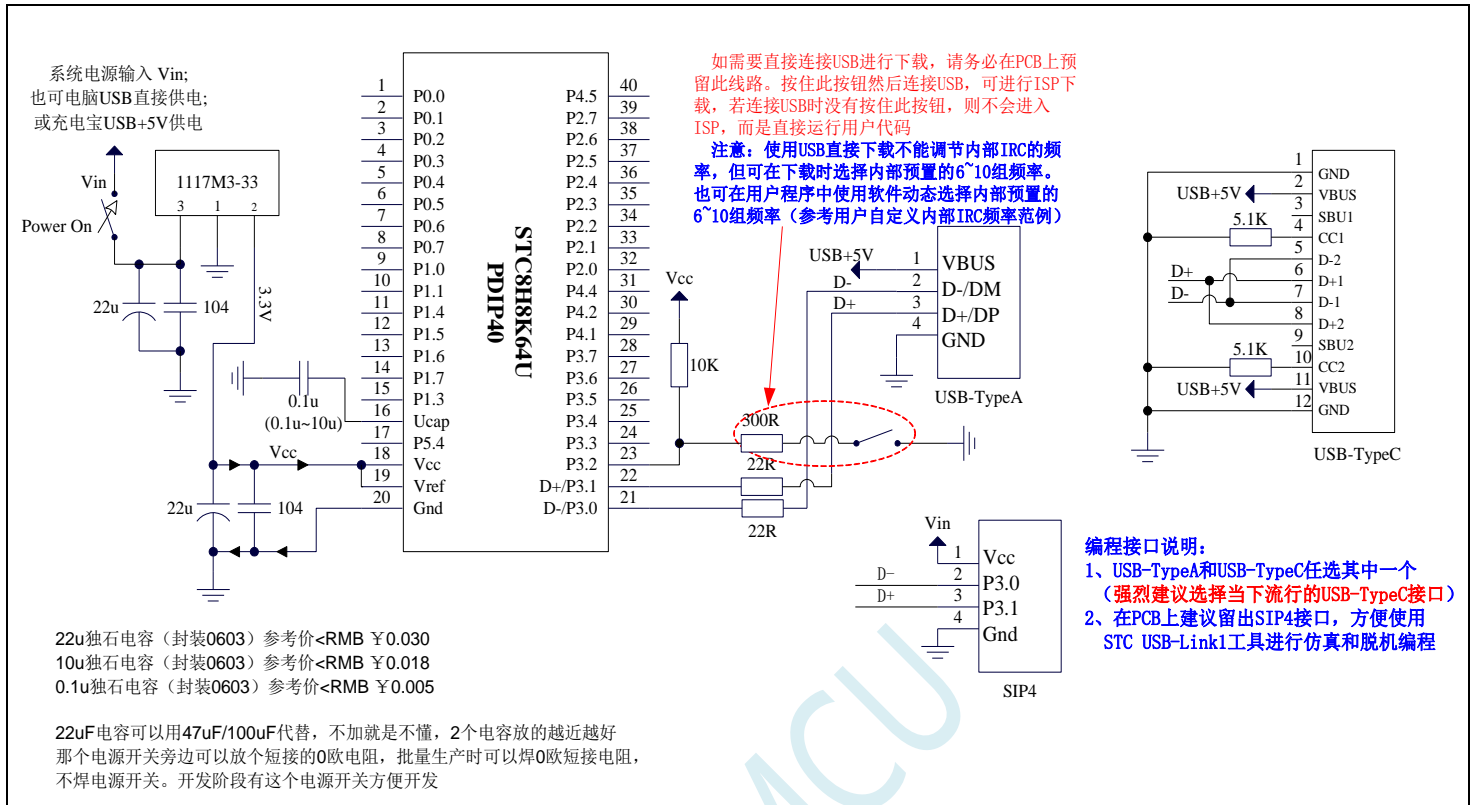 系统电源输入 Vin;
也可电脑USB直接供电;
或充电宝USB+5V供电
Vin
Power On
1117M3-33
3 1 2
22u
104
3.3V
0.1u
(0.1u~10u)
Vcc
22u
104
1 P0.0
2 P0.1
3 P0.2
4 P0.3
5 P0.4
6 P0.5
7 P0.6
8 P0.7
9 P1.0
10 P1.1
11 P1.4
12 P1.5
13 P1.6
14 P1.7
15 P1.3
16 Ucap
17 P5.4
18 Vcc
19 Vref
20 Gnd
STC8H8K64U
PDIP40
P4.5 40
P2.7 39
P2.6 38
P2.5 37
P2.4 36
P2.3 35
P2.2 34
P2.1 33
P2.0 32
P4.4 31
P4.2 30
P4.1 29
P3.7 28
P3.6 27
P3.5 26
P3.4 25
P3.3 24
P3.2 23
D+/P3.1 22
D-/P3.0 21
如需要直接连接USB进行下载，请务必在PCB上预
留此线路。按住此按钮然后连接USB，可进行ISP下
载，若连接USB时没有按住此按钮，则不会进入
ISP，而是直接运行用户代码
注意：使用USB直接下载不能调节内部IRC的频
率，但可在下载时选择内部预置的6~10组频率。
也可在用户程序中使用软件动态选择内部预置的
6~10组频率（参考用户自定义内部IRC频率范例）
Vcc
10K
300R
22R
22R
USB+5V
D-
D+
1 VBUS
2 D-/DM
3 D+/DP
4 GND
USB-TypeA
Vin
D-
D+
1 Vcc
2 P3.0
3 P3.1
4 Gnd
SIP4
USB+5V
5.1K
D+
D-
5.1K
USB+5V
1 GND
2 VBUS
3 SBU1
4 CC1
5 D-2
6 D+1
7 D-1
8 D+2
9 SBU2
10 CC2
11 VBUS
12 GND
USB-TypeC
编程接口说明：
1、USB-TypeA和USB-TypeC任选其中一个
（强烈建议选择当下流行的USB-TypeC接口）
2、在PCB上建议留出SIP4接口，方便使用
STC USB-Link1工具进行仿真和脱机编程
22u独石电容（封装0603）参考价<RMB ￥0.030
10u独石电容（封装0603）参考价<RMB ￥0.018
0.1u独石电容（封装0603）参考价<RMB ￥0.005
22uF电容可以用47uF/100uF代替，不加就是不懂，2个电容放的越近越好
那个电源开关旁边可以放个短接的0欧电阻，批量生产时可以焊0欧短接电阻，
不焊电源开关。开发阶段有这个电源开关方便开发
MCU